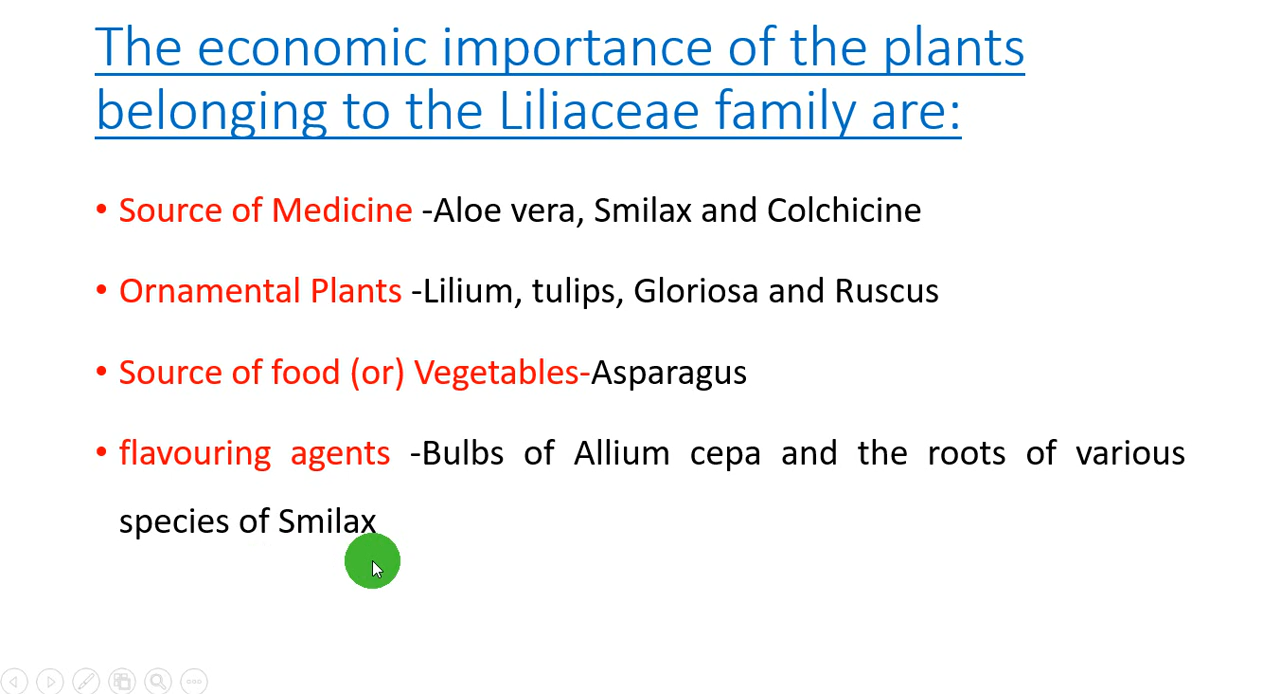 The economic importance of the plants
belonging to the Liliaceae family are:
• Source of Medicine -Aloe vera, Smilax and Colchicine
• Ornamental Plants -Lilium, tulips, Gloriosa and Ruscus
• Source of food (or) Vegetables-Asparagus
• flavouring agents -Bulbs of Allium cepa and the roots of various
species of Smilax